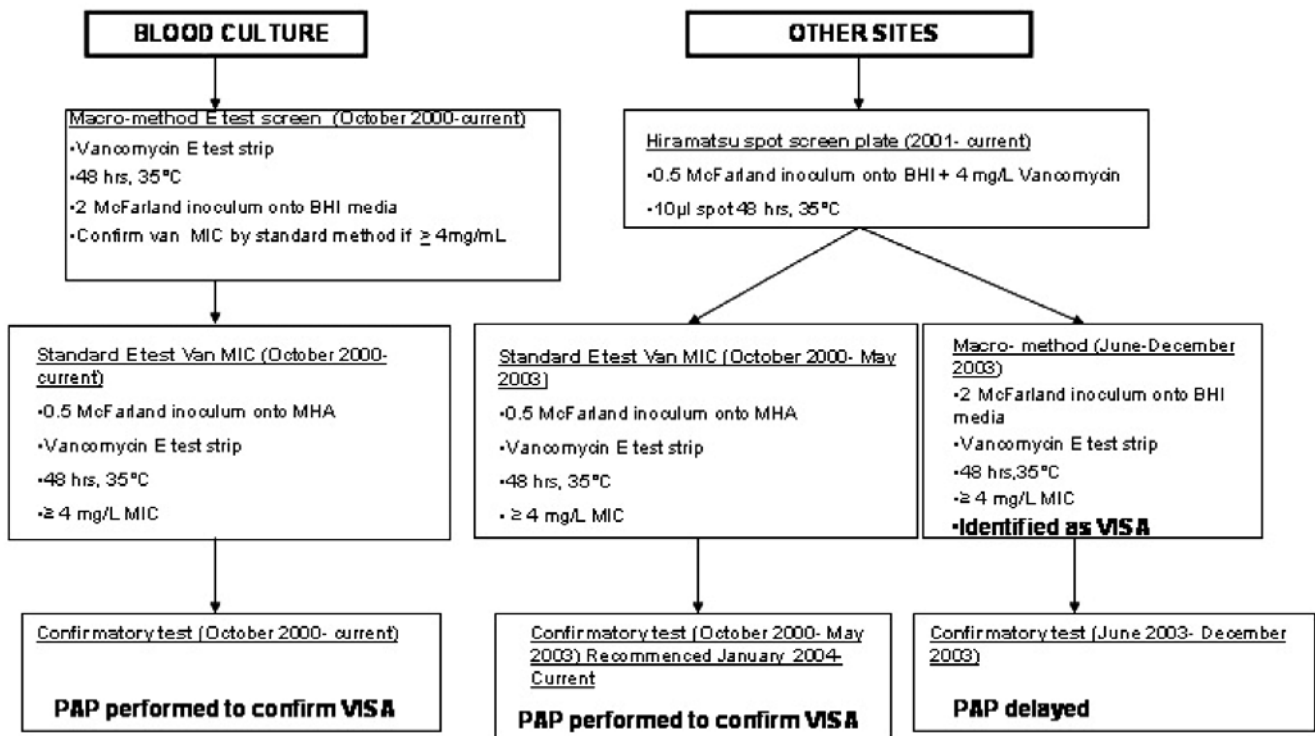 BLOOD CULTURE
Macro-method E test screen (October 2000-current)
•Vancomycin E test strip
•48 hrs, 35°C
•2 McFarland inoculum onto BHI media
•Confirm van MIC by standard method if ≥ 4mg/mL
Standard Etest Van MIC (October 2000-
current)
•0.5 McFarland inoculum onto MHA
•Vancomycin E test strip
•48 hrs, 35°C
•≥ 4 mg/L MIC
Confirmatory test (October 2000- current)
PAP performed to confirm VISA
OTHER SITES
Hiramatsu spot screen plate (2001- current)
•0.5 McFarland inoculum onto BHI + 4 mg/L Vancomycin
•10µl spot 48 hrs, 35°C
Standard Etest Van MIC (October 2000- May
2003)
•0.5 McFarland inoculum onto MHA
•Vancomycin E test strip
•48 hrs, 35°C
•≥ 4 mg/L MIC
Confirmatory test (October 2000- May
2003) Recommenced January 2004-
Current
PAP performed to confirm VISA
Macro- method (June-December
2003)
•2 McFarland inoculum onto BHI
media
•Vancomycin E test strip
•48 hrs,35°C
•≥ 4 mg/L MIC
•Identified as VISA
Confirmatory test (June 2003- December
2003)
PAP delayed